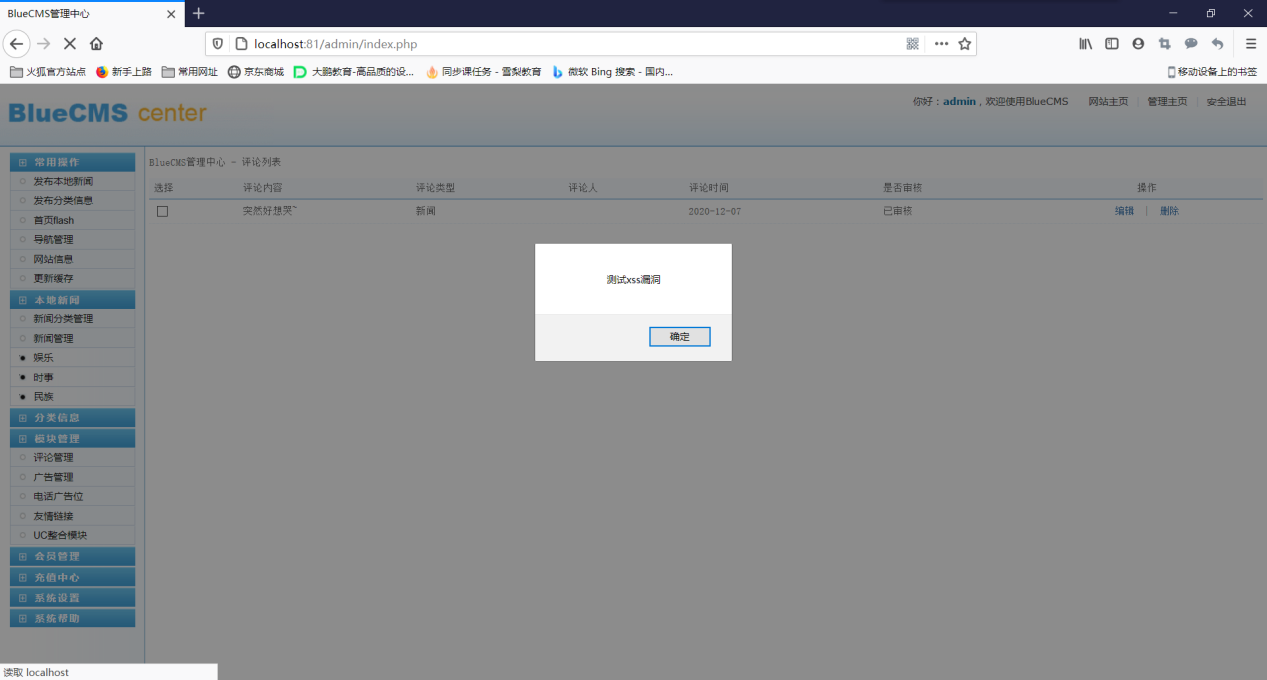 BlueCMS管理中心
localhost:81/admin/index.php
火狐官方站点 新手上路 常用网址 京东商城 大鹏教育-高品质的设... 同步课任务 - 雪梨教育 微软 Bing 搜索 - 国内... 移动设备上的书签
BlueCMS center
你好：admin，欢迎使用BlueCMS 网站主页 管理主页 安全退出
常用操作
发布本地新闻
发布分类信息
首页flash
导航管理
网站信息
更新缓存
本地新闻
新闻分类管理
新闻管理
娱乐
时事
民族
分类信息
模块管理
评论管理
广告管理
电话广告位
友情链接
UC整合模块
会员管理
充值中心
系统设置
系统帮助
BlueCMS管理中心 - 评论列表
选择 评论内容 评论类型 评论人 评论时间 是否审核 操作
突然好想哭~ 新闻 2020-12-07 已审核 编辑 | 删除
测试xss漏洞
确定
读取 localhost